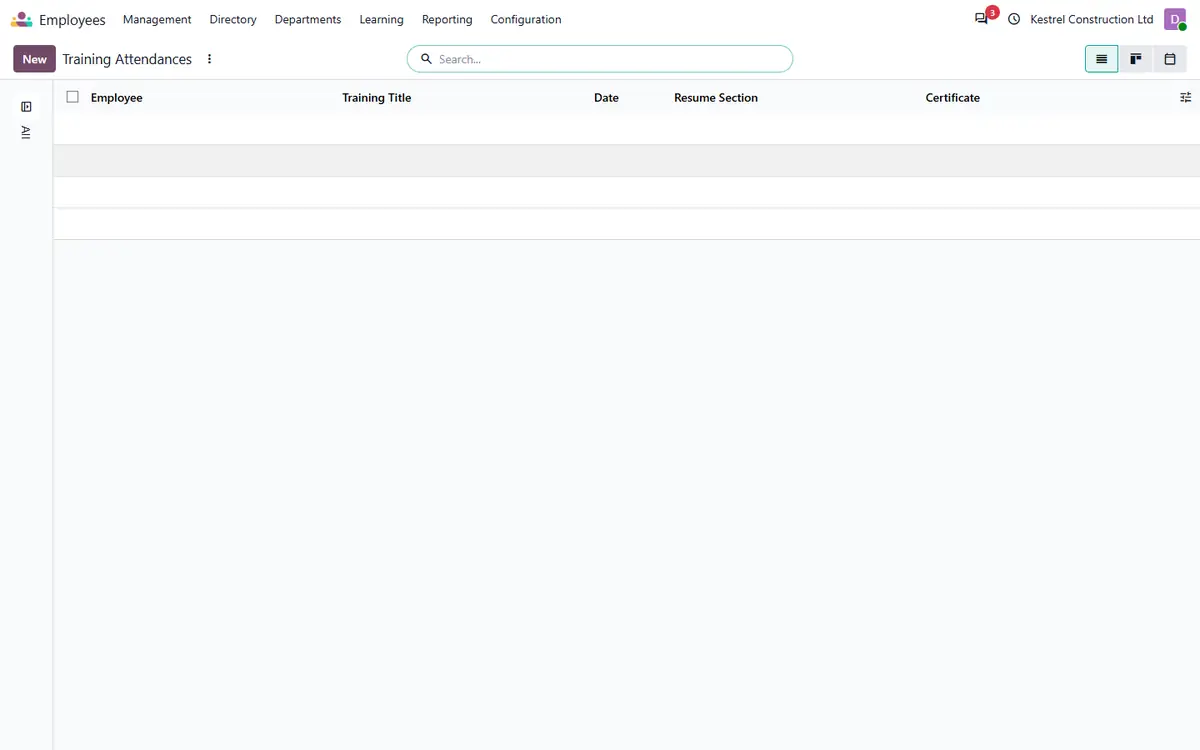 Employees Management Directory Departments Learning Reporting Configuration 3 Kestrel Construction Ltd D
New Training Attendances Search...
Employee Training Title Date Resume Section Certificate
All